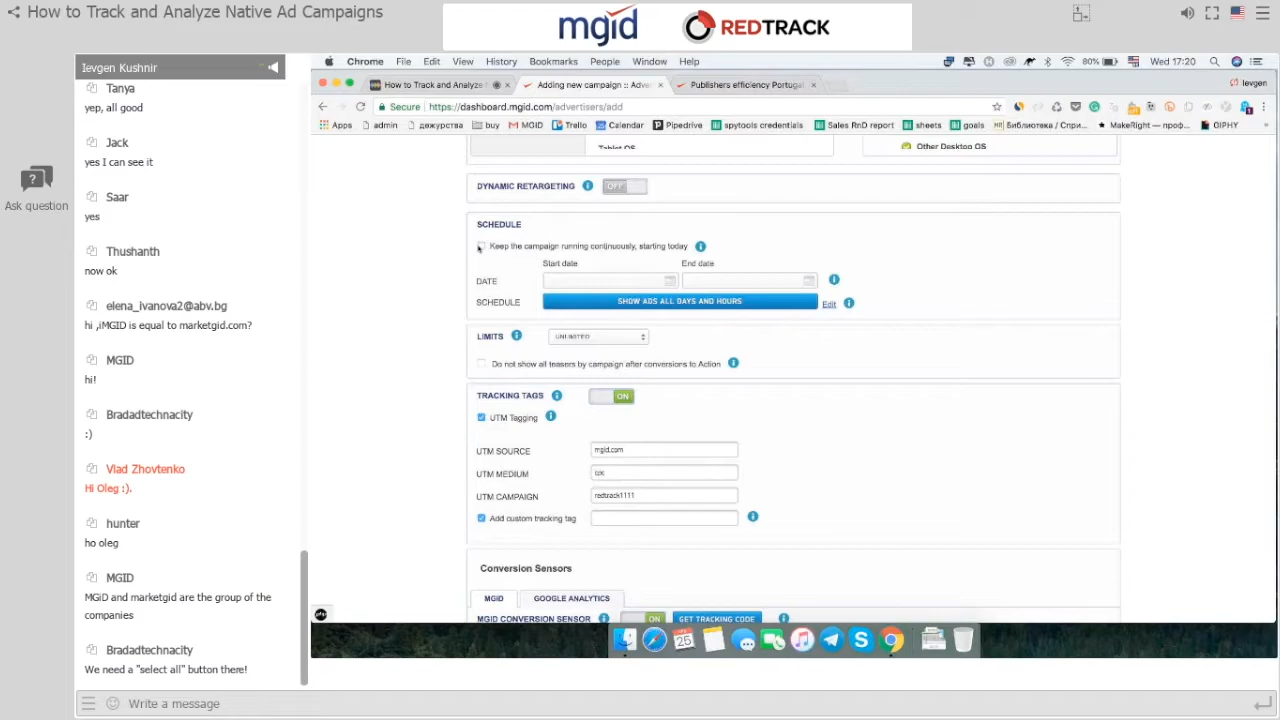 How to Track and Analyze Native Ad Campaigns
mgid
REDTRACK
Ievgen Kushnir
Tanya
yep, all good
Jack
yes I can see it
Saar
yes
Thushanth
now ok
elena_ivanova2@abv.bg
hi ,iMGID is equal to marketgid.com?
MGID
hi!
Bradadtechnacity
:)
Vlad Zhovtenko
Hi Oleg :).
hunter
ho oleg
MGID
MGiD and marketgid are the group of the
companies
Bradadtechnacity
We need a "select all" button there!
Write a message
Ask question
Chrome File Edit View History Bookmarks People Window Help
80% Wed 17:20
How to Track and Analyze
Adding new campaign :: Adver
Publishers efficiency Portugal
Ievgen
Secure https://dashboard.mgid.com/advertisers/add
Apps admin дежурства buy MGID Trello Calendar Pipedrive spytools credentials Sales RnD report sheets goals Библиотека / Спри... MakeRight — проф... GIPHY
Tablet OS
Other Desktop OS
DYNAMIC RETARGETING OFF
SCHEDULE
Keep the campaign running continuously, starting today
Start date End date
DATE
SCHEDULE SHOW ADS ALL DAYS AND HOURS Edit
LIMITS UNLIMITED
Do not show all teasers by campaign after conversions to Action
TRACKING TAGS ON
UTM Tagging
UTM SOURCE mgid.com
UTM MEDIUM cpc
UTM CAMPAIGN redtrack1111
Add custom tracking tag
Conversion Sensors
MGID GOOGLE ANALYTICS
MGID CONVERSION SENSOR ON GET TRACKING CODE
25